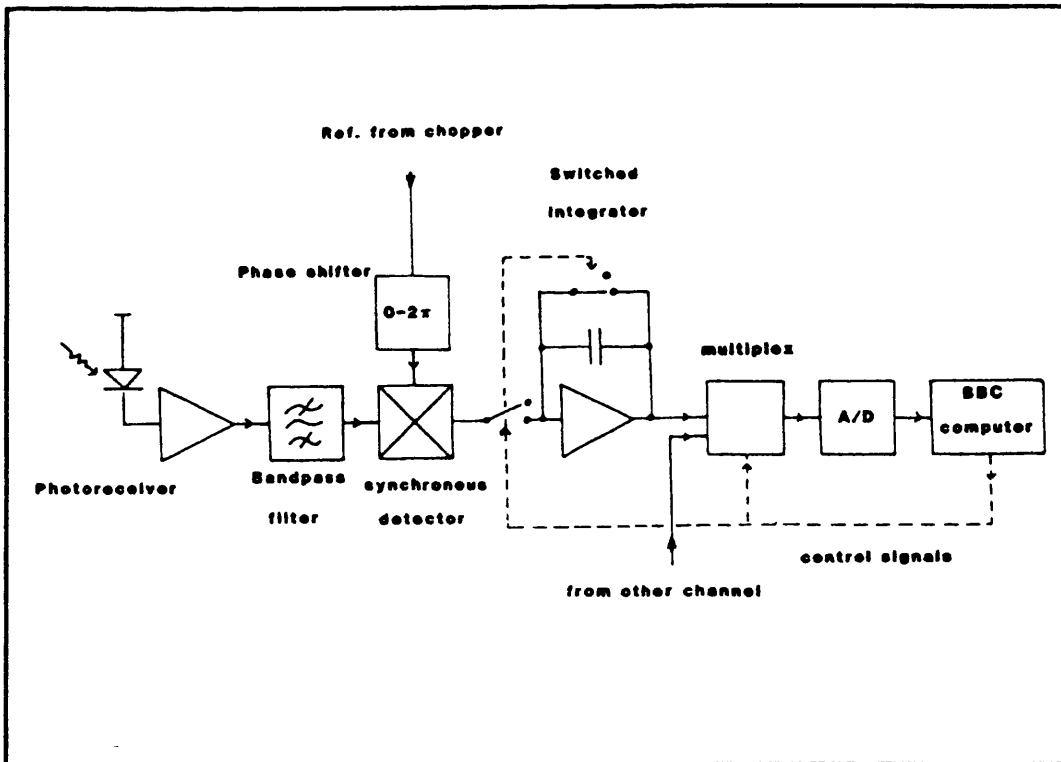 Ref. from chopper
Switched
integrator
Phase shifter
0-2π
multiplex
A/D
BBC
computer
Photoreceiver
Bandpass
filter
synchronous
detector
control signals
from other channel